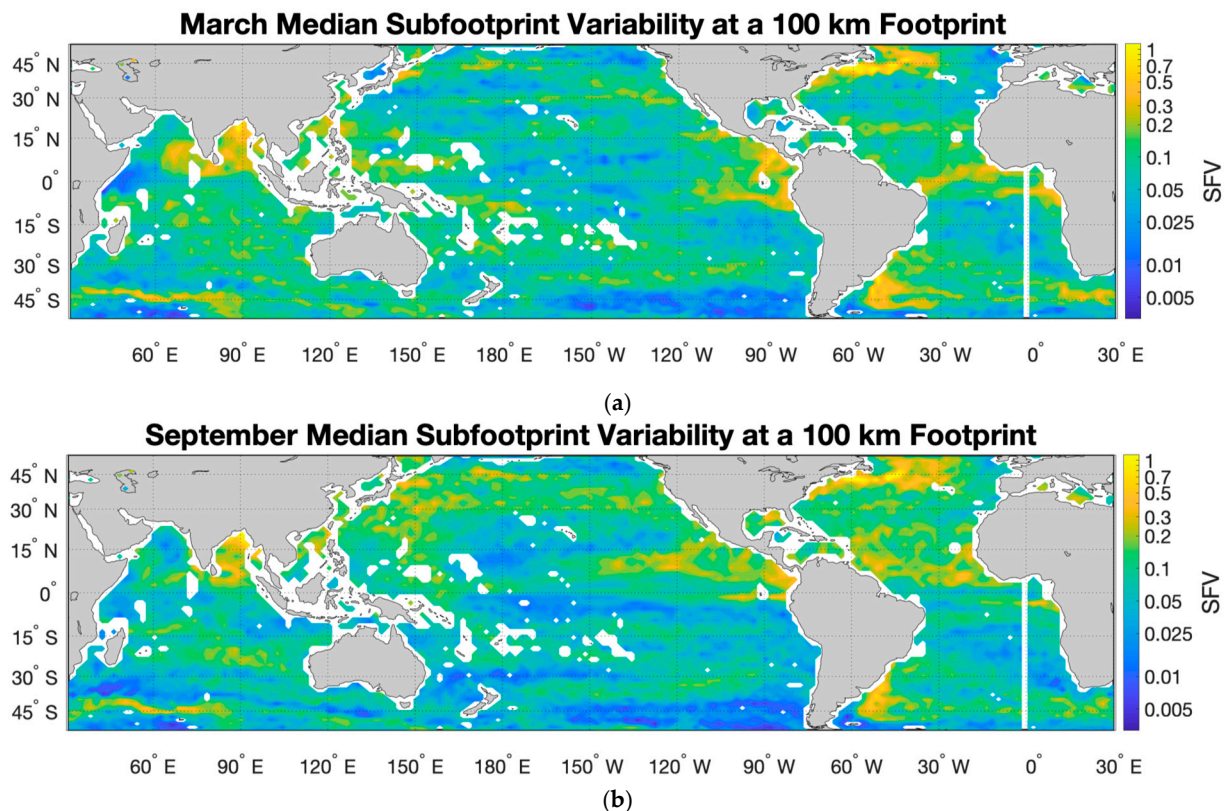 March Median Subfootprint Variability at a 100 km Footprint
45° N
30° N
15° N
0°
15° S
30° S
45° S
60° E 90° E 120° E 150° E 180° E 150° W 120° W 90° W 60° W 30° W 0° 30° E
1
0.7
0.5
0.3
0.2
0.1
0.05
0.025
0.01
0.005
SFV
(a)
September Median Subfootprint Variability at a 100 km Footprint
45° N
30° N
15° N
0°
15° S
30° S
45° S
60° E 90° E 120° E 150° E 180° E 150° W 120° W 90° W 60° W 30° W 0° 30° E
1
0.7
0.5
0.3
0.2
0.1
0.05
0.025
0.01
0.005
SFV
(b)